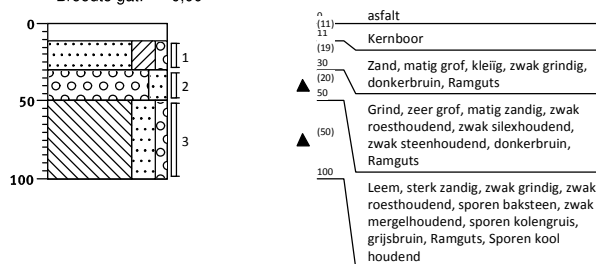 0
50
100
1
2
3
0
asfalt
(11)
11
Kernboor
(19)
30
Zand, matig grof, kleiïg, zwak grindig,
donkerbruin, Ramguts
(20)
50
Grind, zeer grof, matig zandig, zwak
roesthoudend, zwak silexhoudend,
zwak steenhoudend, donkerbruin,
Ramguts
(50)
100
Leem, sterk zandig, zwak grindig, zwak
roesthoudend, sporen baksteen, zwak
mergelhoudend, sporen kolengruis,
grijsbruin, Ramguts, Sporen kool
houdend